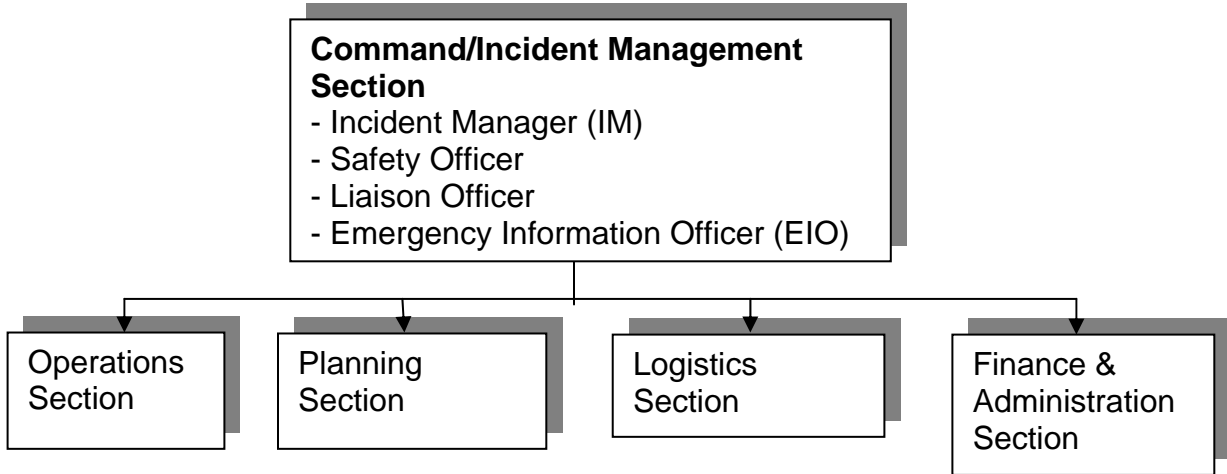 Command/Incident Management
Section
- Incident Manager (IM)
- Safety Officer
- Liaison Officer
- Emergency Information Officer (EIO)
Operations
Section
Planning
Section
Logistics
Section
Finance &
Administration
Section